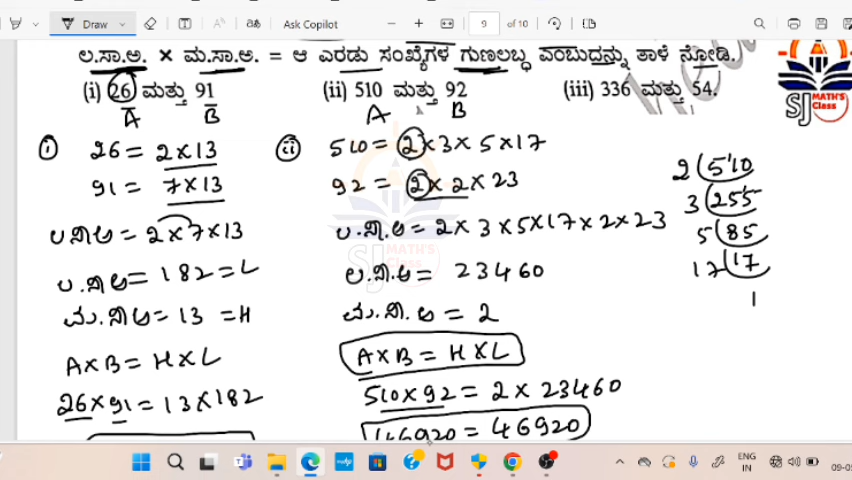 Draw
Ask Copilot
9 of 10
ಲ.ಸಾ.ಅ. × ಮ.ಸಾ.ಅ. = ಆ ಎರಡು ಸಂಖ್ಯೆಗಳ ಗುಣಲಬ್ಧ ಎಂಬುದನ್ನು ತಾಳೆ ನೋಡಿ.
(i) 26 ಮತ್ತು 91 (ii) 510 ಮತ್ತು 92 (iii) 336 ಮತ್ತು 54.
A B A B
SJ MATH'S Class
i 26 = 2×13
91 = 7×13
ಲ.ಸಾ.ಅ = 2×7×13
ಲ.ಸಾ.ಅ = 182 = L
ಮ.ಸಾ.ಅ = 13 = H
A×B = H×L
26×91 = 13×182
ii 510 = 2×3×5×17
92 = 2×2×23
ಲ.ಸಾ.ಅ = 2×3×5×17×2×23
ಲ.ಸಾ.ಅ = 23460
ಮ.ಸಾ.ಅ = 2
A×B = H×L
510×92 = 2×23460
46920 = 46920
2 510
3 255
5 85
17 17
1
SJ MATH'S Class
ENG
IN